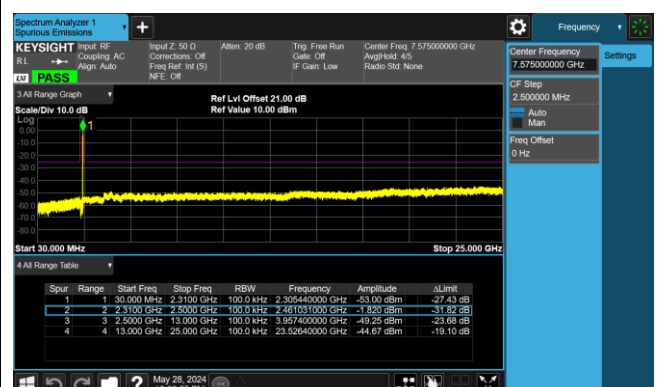 Spectrum Analyzer 1
Spurious Emissions
Frequency
KEYSIGHT
RL
PASS
Input: RF
Coupling: AC
Align: Auto
Input Z: 50 Ω
Corrections: Off
Freq Ref: Int (S)
NFE: Off
Atten: 20 dB
Trig: Free Run
Gate: Off
IF Gain: Low
Center Freq: 7.575000000 GHz
Avg|Hold: 4/5
Radio Std: None
Center Frequency
7.575000000 GHz
Settings
CF Step
2.500000 MHz
Auto
Man
Freq Offset
0 Hz
3 All Range Graph
Scale/Div 10.0 dB
Ref Lvl Offset 21.00 dB
Ref Value 10.00 dBm
Log
1
0.00
-10.0
-20.0
-30.0
-40.0
-50.0
-60.0
-70.0
-80.0
Start 30.000 MHz
Stop 25.000 GHz
4 All Range Table
Spur Range Start Freq Stop Freq RBW Frequency Amplitude ΔLimit
1 1 30.000 MHz 2.3100 GHz 100.0 kHz 2.305440000 GHz -53.00 dBm -27.43 dB
2 2 2.3100 GHz 2.5000 GHz 100.0 kHz 2.461031000 GHz -1.820 dBm -31.82 dB
3 3 2.5000 GHz 13.000 GHz 100.0 kHz 3.957400000 GHz -49.25 dBm -23.68 dB
4 4 13.000 GHz 25.000 GHz 100.0 kHz 23.52640000 GHz -44.67 dBm -19.10 dB
May 28, 2024